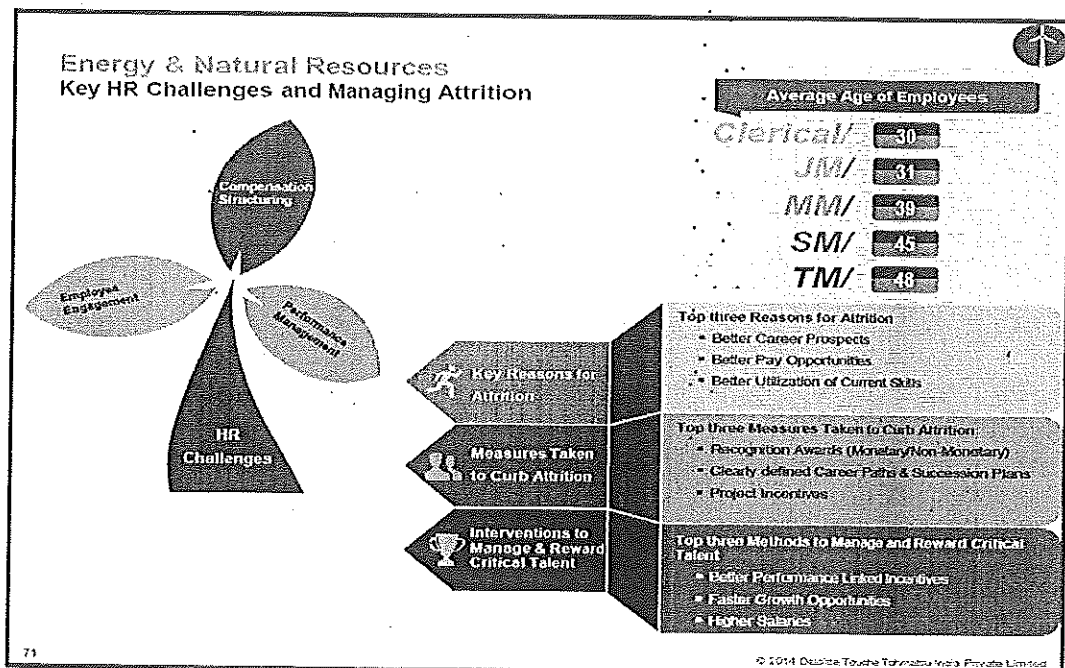 Energy & Natural Resources
Key HR Challenges and Managing Attrition
Average Age of Employees
Clerical/ 30
JM/ 31
MM/ 39
SM/ 45
TM/ 48
Compensation
Structuring
Employee
Engagement
Performance
Management
HR
Challenges
Key Reasons for
Attrition
Top three Reasons for Attrition
▪ Better Career Prospects
▪ Better Pay Opportunities
▪ Better Utilization of Current Skills
Measures Taken
to Curb Attrition
Top three Measures Taken to Curb Attrition
▪ Recognition Awards (Monetary/Non-Monetary)
▪ Clearly defined Career Paths & Succession Plans
▪ Project Incentives
Interventions to
Manage & Reward
Critical Talent
Top three Methods to Manage and Reward Critical
Talent
▪ Better Performance Linked Incentives
▪ Faster Growth Opportunities
▪ Higher Salaries
71
© 2014 Deloitte Touche Tohmatsu India Private Limited